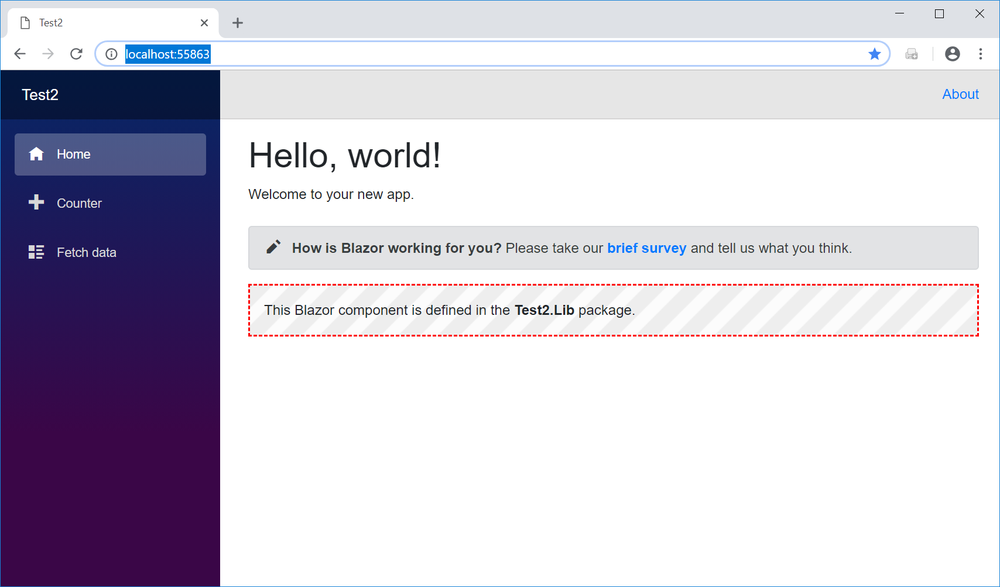 Test2
localhost:55863
Test2
About
Home
Counter
Fetch data
Hello, world!
Welcome to your new app.
How is Blazor working for you? Please take our brief survey and tell us what you think.
This Blazor component is defined in the Test2.Lib package.